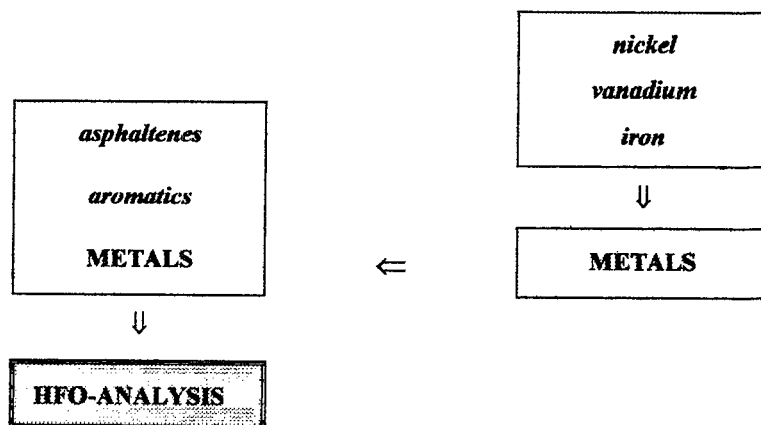 nickel
vanadium
iron
⇓
METALS
⇐
asphaltenes
aromatics
METALS
⇓
HFO-ANALYSIS